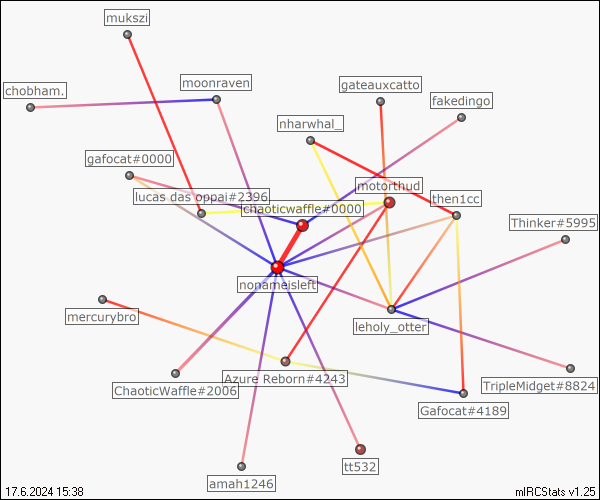 mukszi
chobham.
moonraven
gateauxcatto
fakedingo
nharwhal_
gafocat#0000
motorthud
lucas das oppai#2396
then1cc
chaoticwaffle#0000
Thinker#5995
nonameisleft
mercurybro
leholy_otter
Azure Reborn#4243
ChaoticWaffle#2006
TripleMidget#8824
Gafocat#4189
tt532
amah1246
17.6.2024 15:38
mIRCStats v1.25